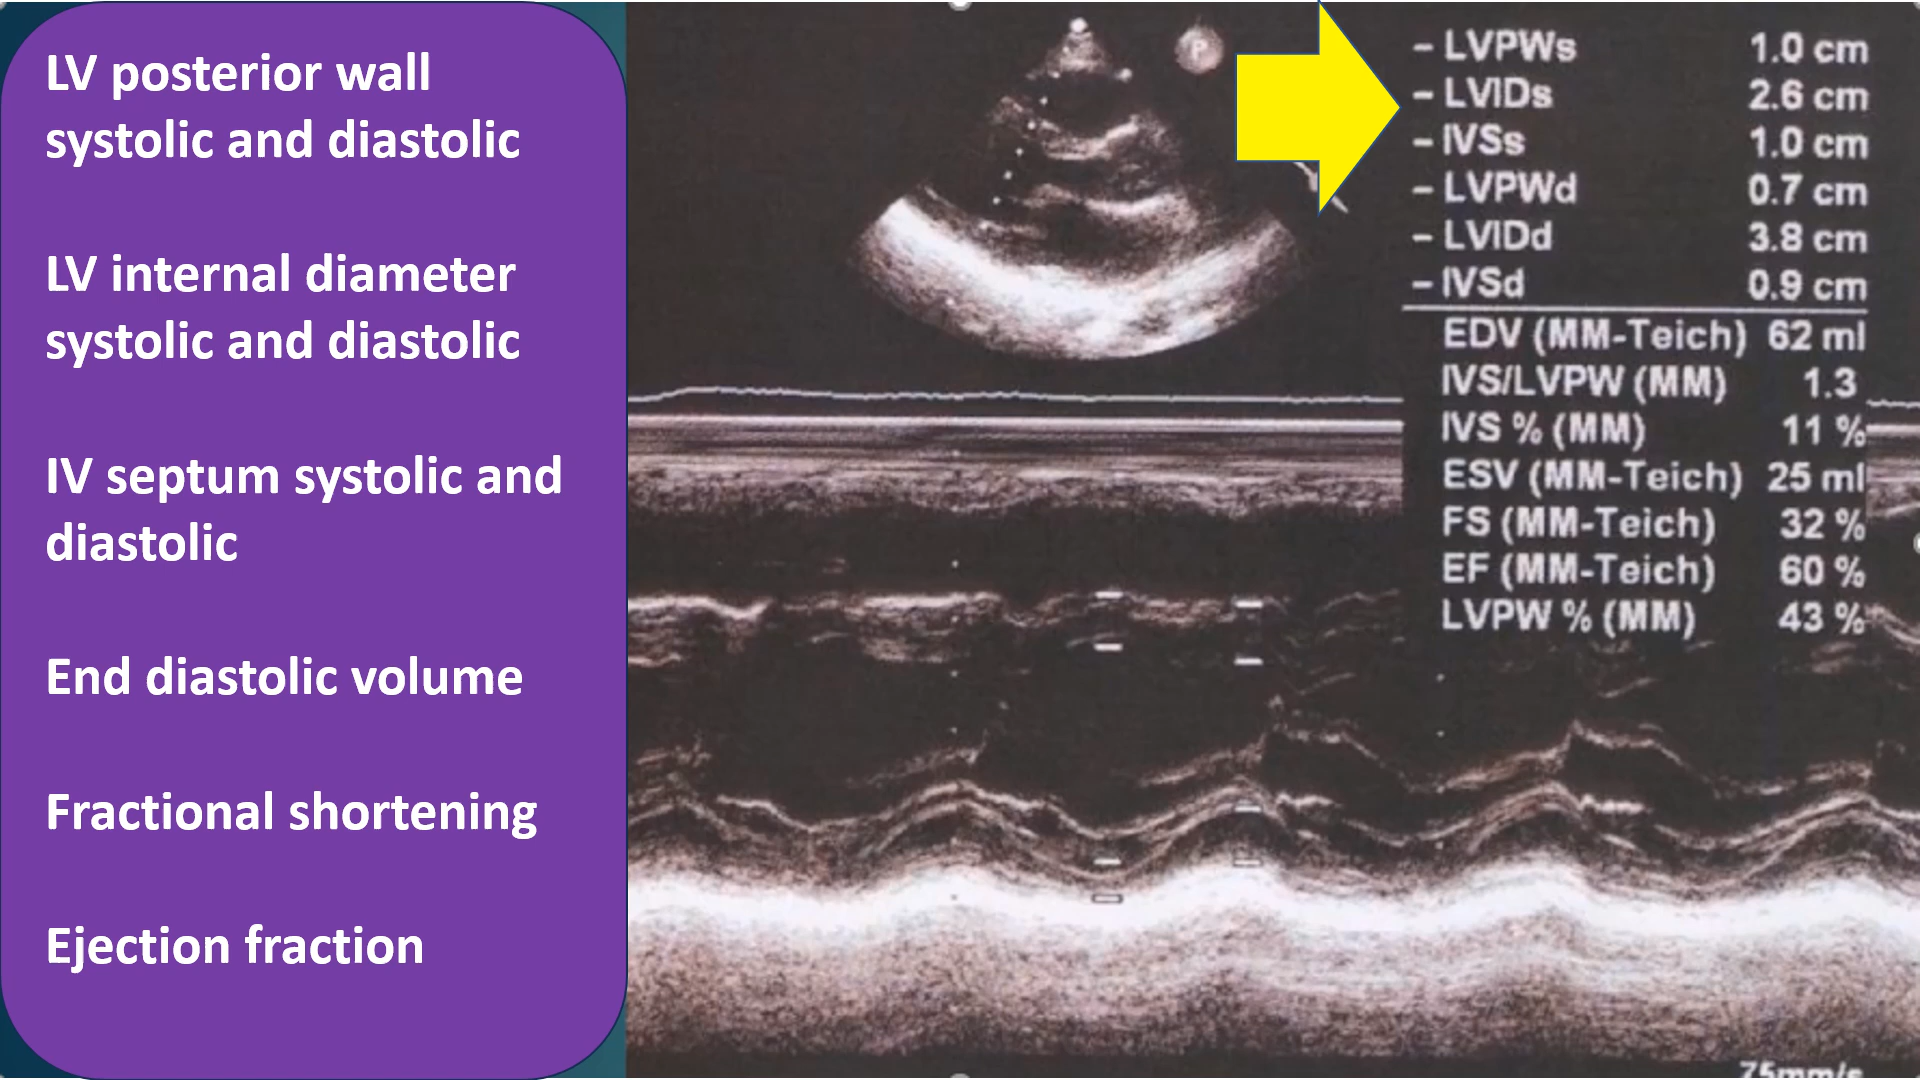 LV posterior wall
systolic and diastolic
LV internal diameter
systolic and diastolic
IV septum systolic and
diastolic
End diastolic volume
Fractional shortening
Ejection fraction
P
– LVPWs 1.0 cm
– LVIDs 2.6 cm
– IVSs 1.0 cm
– LVPWd 0.7 cm
– LVIDd 3.8 cm
– IVSd 0.9 cm
EDV (MM-Teich) 62 ml
IVS/LVPW (MM) 1.3
IVS % (MM) 11 %
ESV (MM-Teich) 25 ml
FS (MM-Teich) 32 %
EF (MM-Teich) 60 %
LVPW % (MM) 43 %
75mm/s